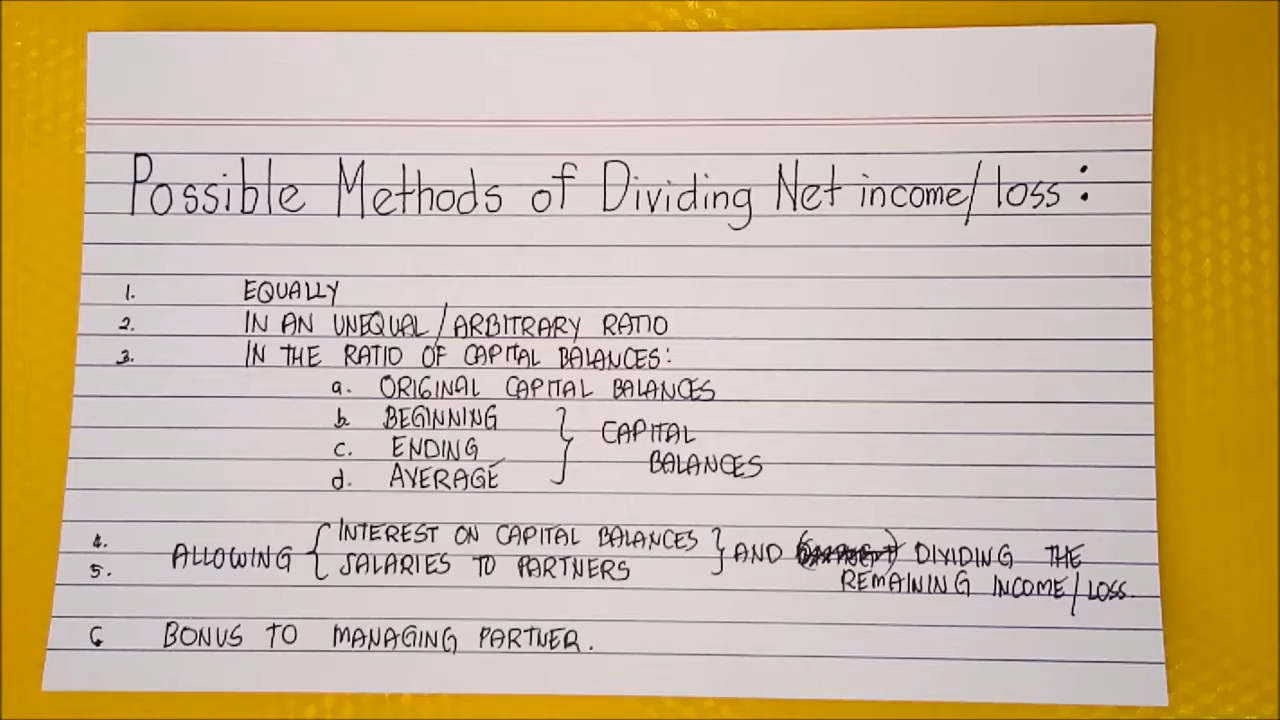 Possible Methods of Dividing Net income/loss:
1. EQUALLY
2. IN AN UNEQUAL/ARBITRARY RATIO
3. IN THE RATIO OF CAPITAL BALANCES:
a. ORIGINAL CAPITAL BALANCES
b. BEGINNING
c. ENDING
d. AVERAGE
CAPITAL
BALANCES
4.
5.
ALLOWING
INTEREST ON CAPITAL BALANCES
SALARIES TO PARTNERS
AND DIVIDING THE
REMAINING INCOME/LOSS.
6 BONUS TO MANAGING PARTNER.